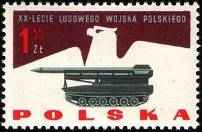 XX-LECIE LUDOWEGO WOJSKA POLSKIEGO
1.55
ZŁ
POLSKA